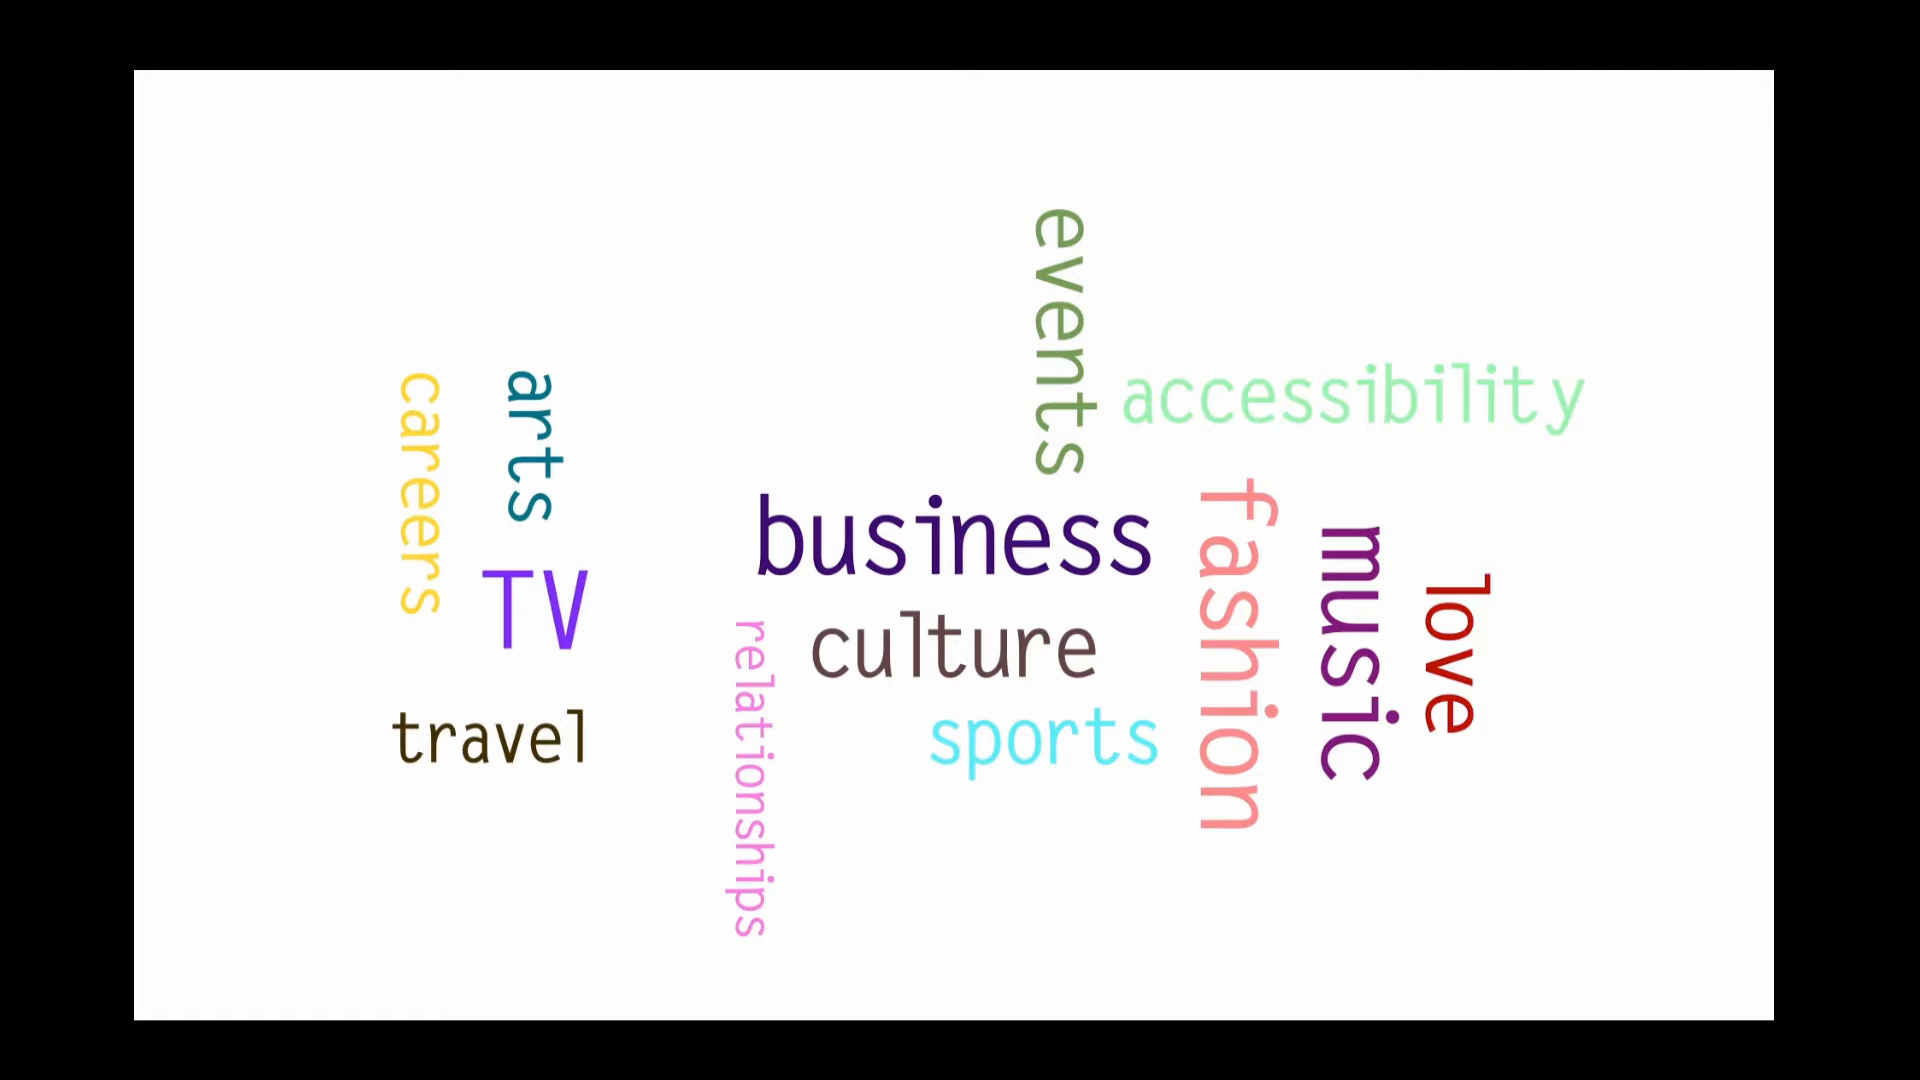 events
accessibility
careers
arts
business
fashion
music
love
TV
culture
relationships
travel
sports